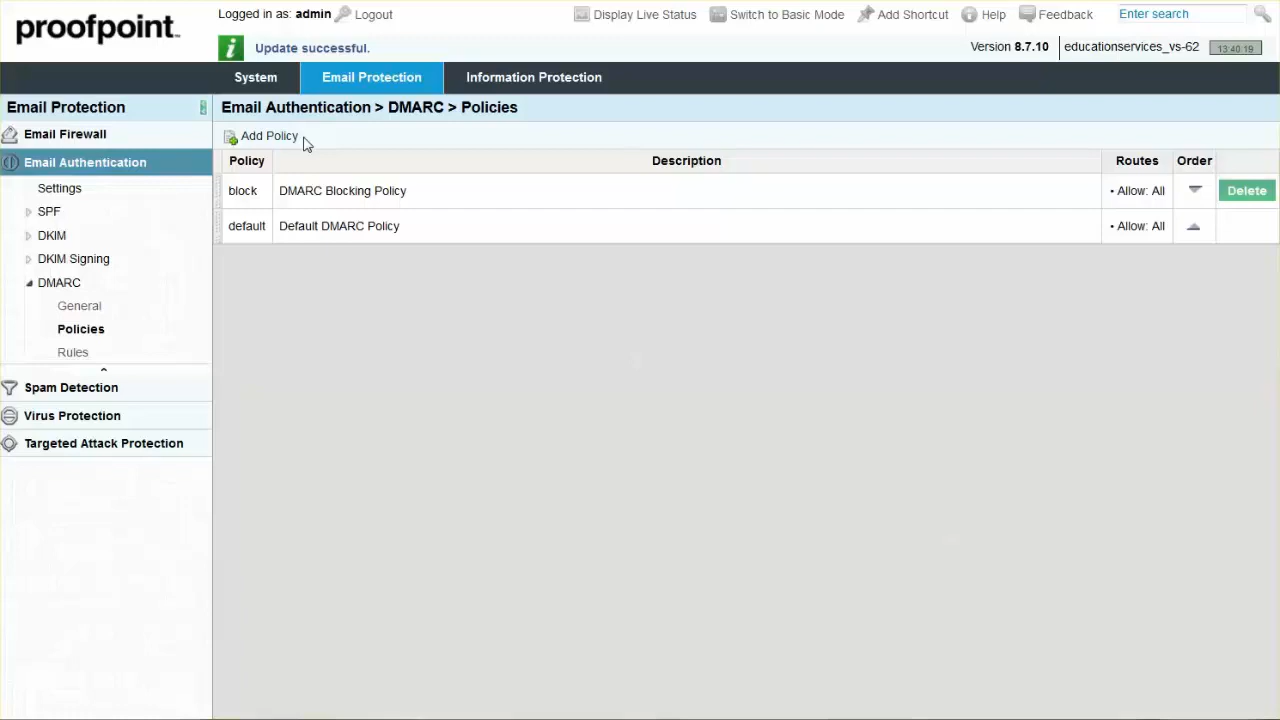 proofpoint
Logged in as: admin Logout
Display Live Status Switch to Basic Mode Add Shortcut Help Feedback Enter search
Update successful.
Version 8.7.10 educationservices_vs-62 13:40:19
System Email Protection Information Protection
Email Protection
Email Authentication > DMARC > Policies
Email Firewall
Email Authentication
Settings
SPF
DKIM
DKIM Signing
DMARC
General
Policies
Rules
Spam Detection
Virus Protection
Targeted Attack Protection
Add Policy
Policy Description Routes Order
block DMARC Blocking Policy • Allow: All Delete
default Default DMARC Policy • Allow: All